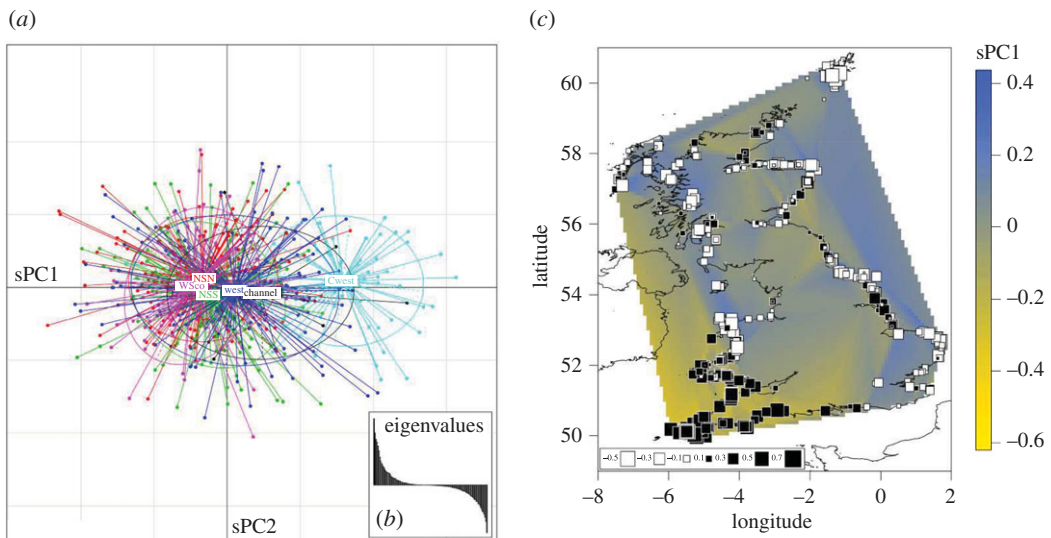 (a)
sPC1
NSN
WSco
NSS
west
channel
Cwest
sPC2
eigenvalues
(b)
(c)
latitude
60
58
56
54
52
50
−0.5 −0.3 −0.1 0.1 0.3 0.5 0.7
−8 −6 −4 −2 0 2
longitude
sPC1
0.4
0.2
0
−0.2
−0.4
−0.6